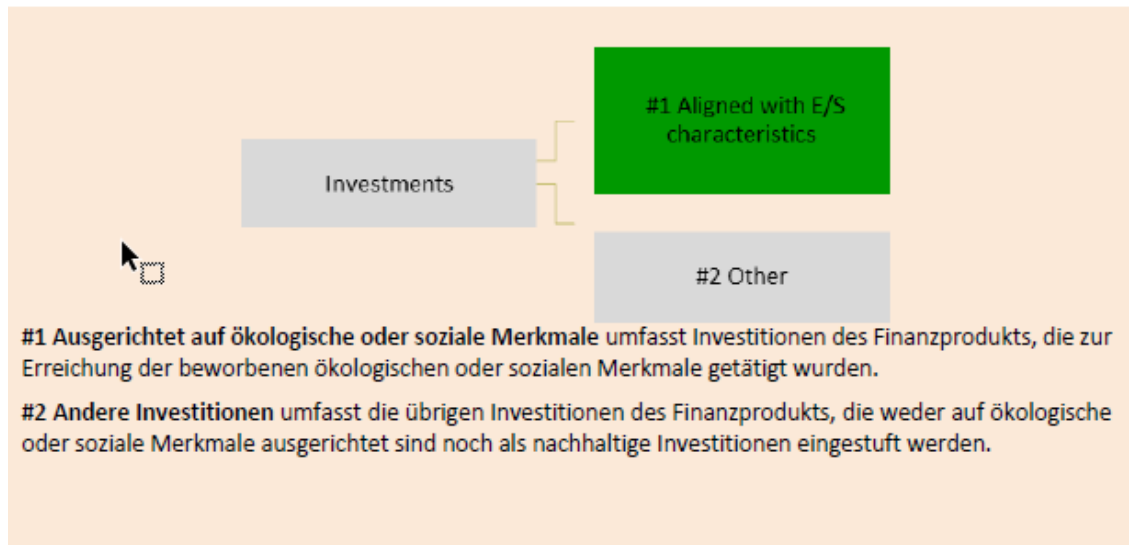 #1 Aligned with E/S
characteristics
Investments
#2 Other
#1 Ausgerichtet auf ökologische oder soziale Merkmale umfasst Investitionen des Finanzprodukts, die zur
Erreichung der beworbenen ökologischen oder sozialen Merkmale getätigt wurden.
#2 Andere Investitionen umfasst die übrigen Investitionen des Finanzprodukts, die weder auf ökologische
oder soziale Merkmale ausgerichtet sind noch als nachhaltige Investitionen eingestuft werden.